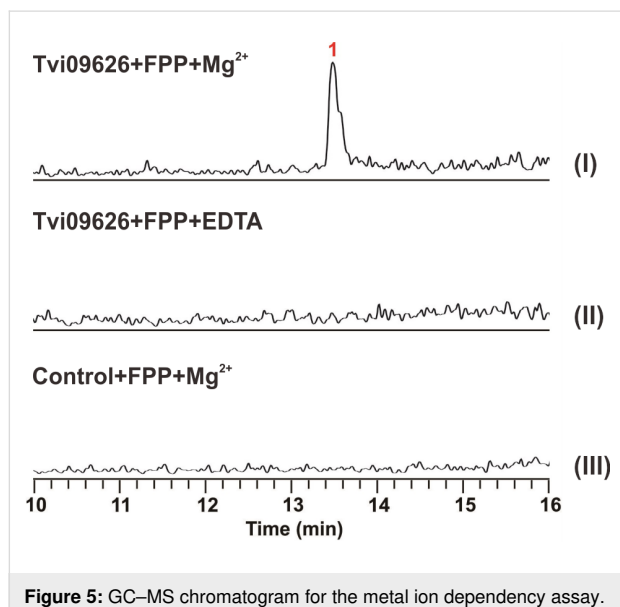 1
Tvi09626+FPP+Mg²⁺
(I)
Tvi09626+FPP+EDTA
(II)
Control+FPP+Mg²⁺
(III)
10 11 12 13 14 15 16
Time (min)
Figure 5: GC–MS chromatogram for the metal ion dependency assay.